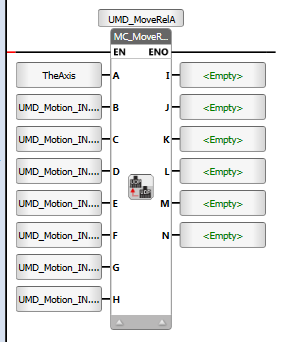 UMD_MoveRelA
MC_MoveR...
EN ENO
TheAxis A I <Empty>
UMD_Motion_IN.... B J <Empty>
UMD_Motion_IN.... C K <Empty>
UMD_Motion_IN.... D L <Empty>
UMD_Motion_IN.... E M <Empty>
UMD_Motion_IN.... F N <Empty>
UMD_Motion_IN.... G
UMD_Motion_IN.... H